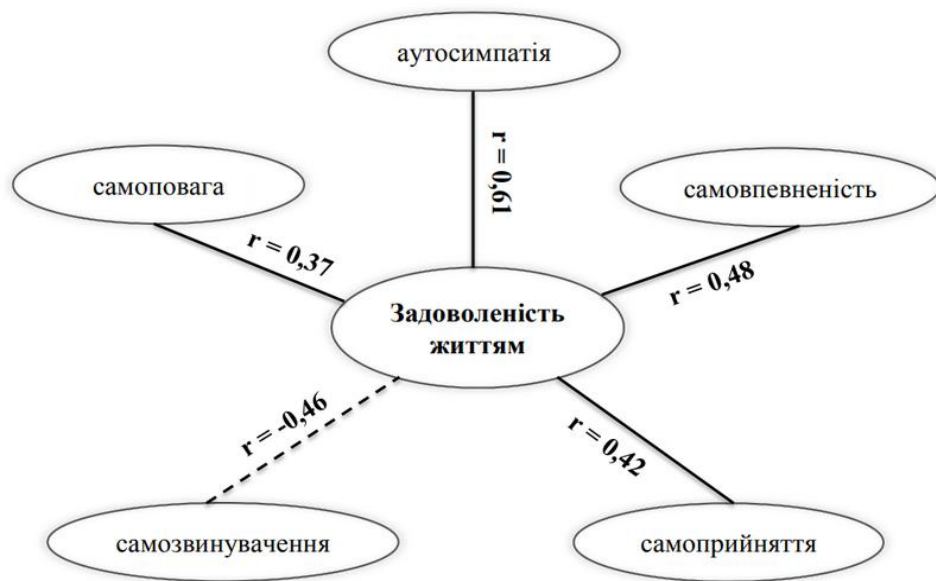 аутосимпатія
r = 0,61
самоповага
самовпевненість
r = 0,37
r = 0,48
Задоволеність
життям
r = -0,46
r = 0,42
самозвинувачення
самоприйняття